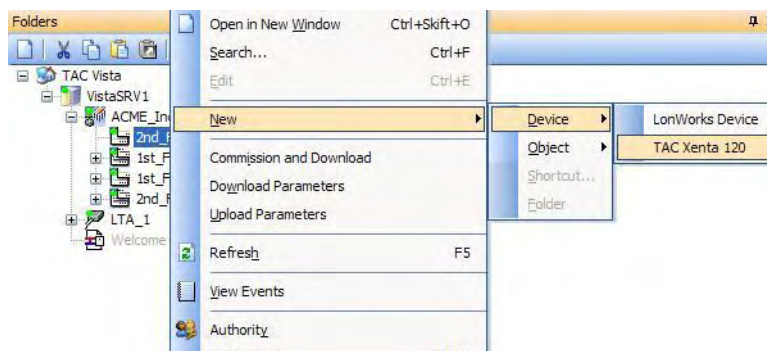 Folders
TAC Vista
VistaSRV1
ACME_In
2nd_F
1st_F
1st_F
2nd_F
LTA_1
Welcome
Open in New Window Ctrl+Skift+O
Search... Ctrl+F
Edit Ctrl+E
New
Commission and Download
Download Parameters
Upload Parameters
Refresh F5
View Events
Authority
Device
Object
Shortcut...
Folder
LonWorks Device
TAC Xenta 120